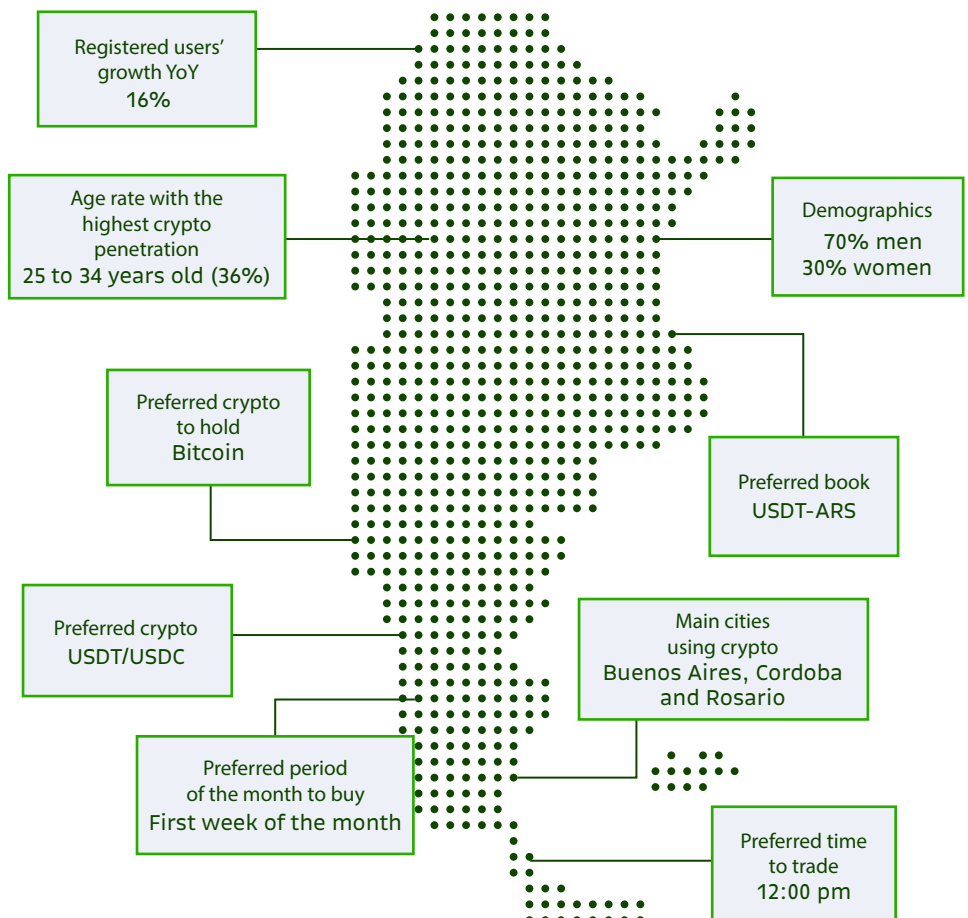 Registered users’
growth YoY
16%
Age rate with the
highest crypto
penetration
25 to 34 years old (36%)
Demographics
70% men
30% women
Preferred crypto
to hold
Bitcoin
Preferred book
USDT-ARS
Preferred crypto
USDT/USDC
Main cities
using crypto
Buenos Aires, Cordoba
and Rosario
Preferred period
of the month to buy
First week of the month
Preferred time
to trade
12:00 pm